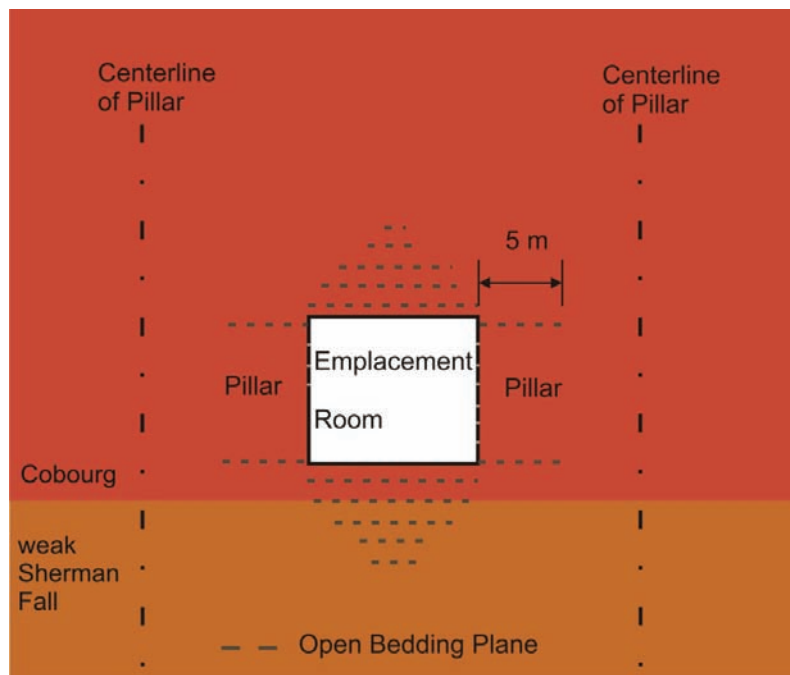 Centerline
of Pillar
Centerline
of Pillar
5 m
Emplacement
Room
Pillar
Pillar
Cobourg
weak
Sherman
Fall
Open Bedding Plane